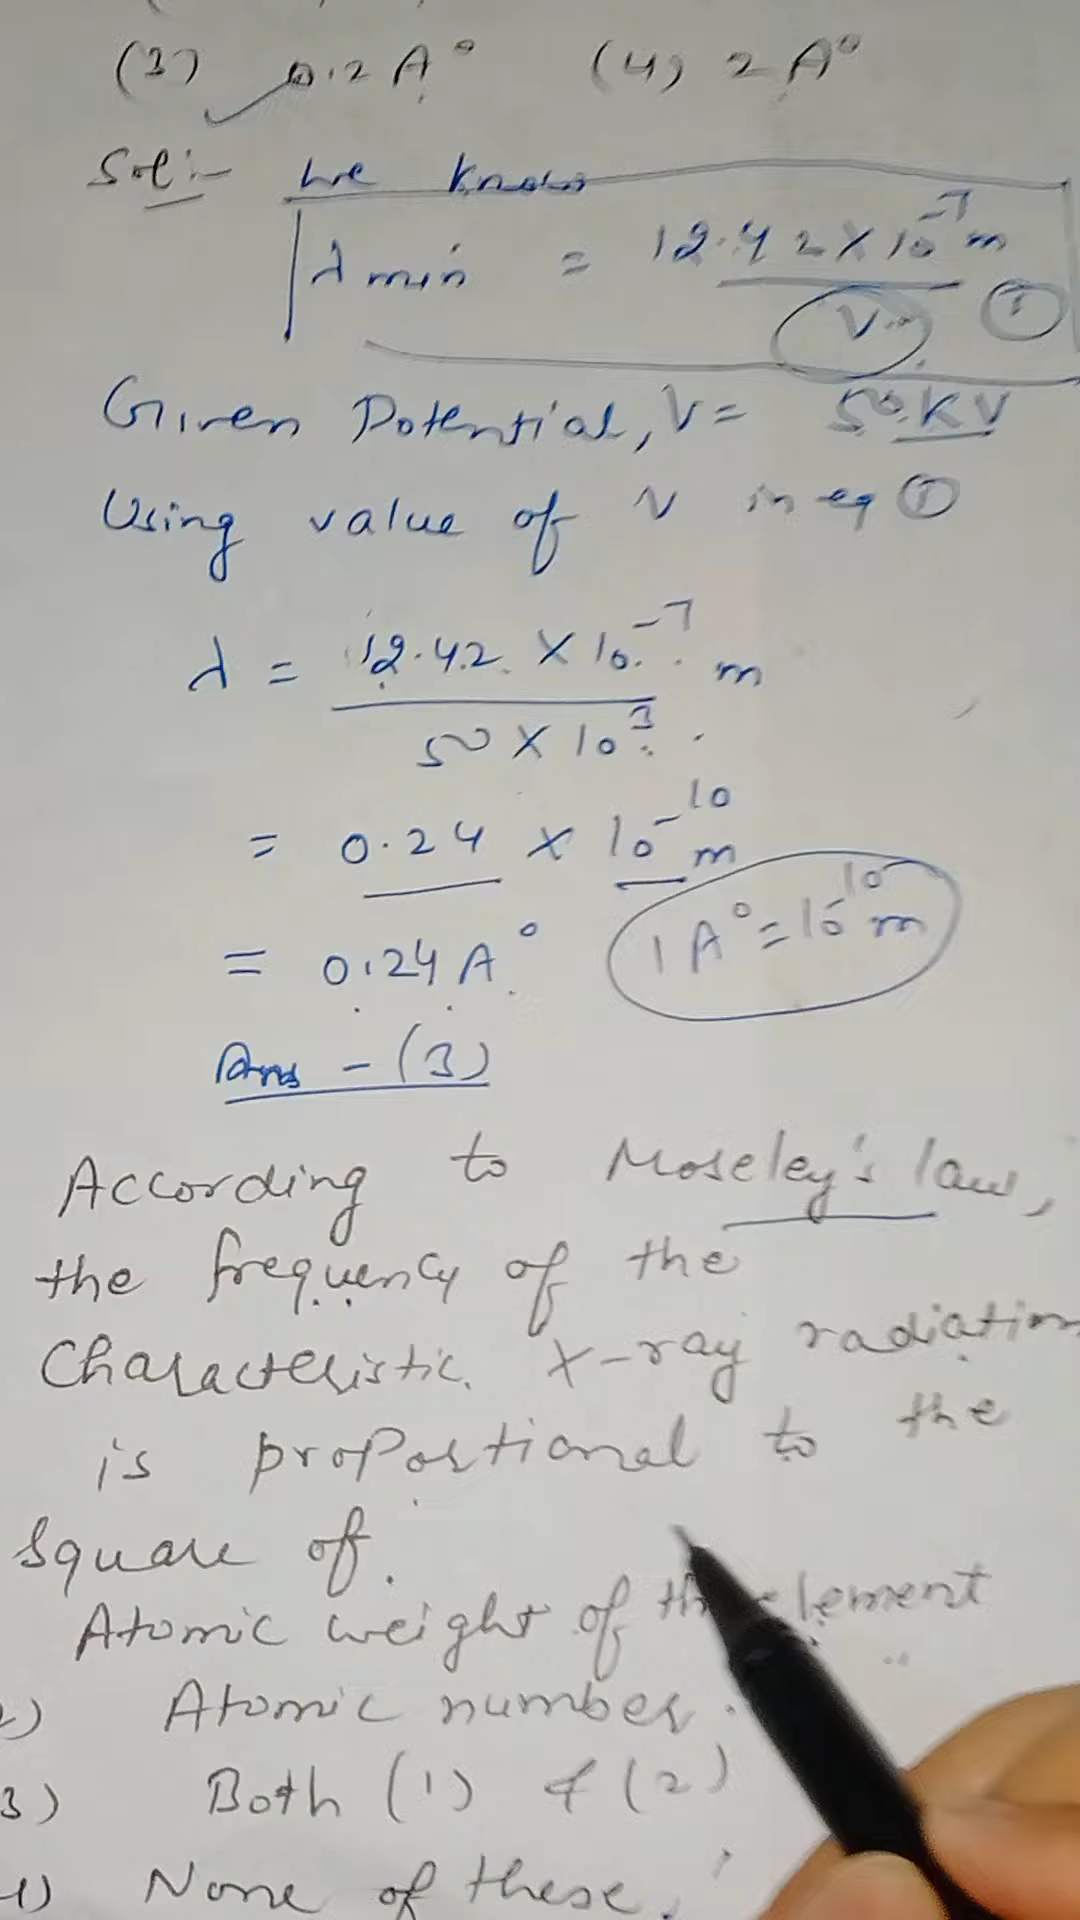 (3) 0.2 A° (4) 2 A°
Sol:- We know
λ min = 12.42 X 10^-7 m / V (1)
Given Potential, V = 50 KV
Using value of V in eq (1)
λ = 12.42 X 10^-7 / 50 X 10^3 m
= 0.24 x 10^-10 m
= 0.24 A° 1 A° = 10^-10 m
Ans - (3)
According to Moseley's law,
the frequency of the
Characteristic X-ray radiation
is proportional to the
Square of
Atomic weight of element
2) Atomic number.
3) Both (1) & (2)
None of these.